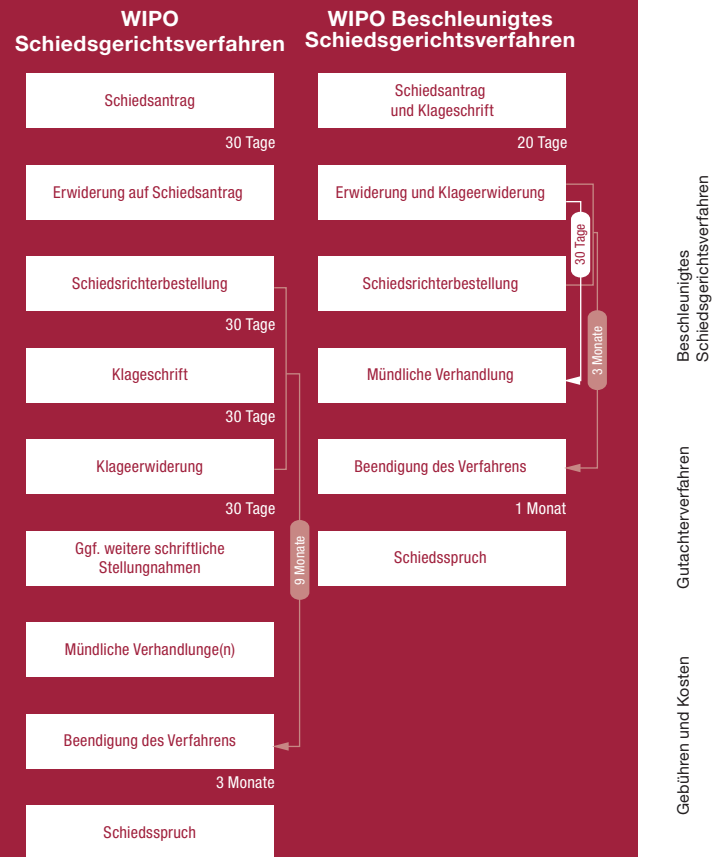 WIPO
Schiedsgerichtsverfahren
Schiedsantrag
30 Tage
Erwiderung auf Schiedsantrag
Schiedsrichterbestellung
30 Tage
Klageschrift
30 Tage
Klageerwiderung
30 Tage
Ggf. weitere schriftliche
Stellungnahmen
9 Monate
Mündliche Verhandlunge(n)
Beendigung des Verfahrens
3 Monate
Schiedsspruch
WIPO Beschleunigtes
Schiedsgerichtsverfahren
Schiedsantrag
und Klageschrift
20 Tage
Erwiderung und Klageerwiderung
30 Tage
Schiedsrichterbestellung
3 Monate
Mündliche Verhandlung
Beendigung des Verfahrens
1 Monat
Schiedsspruch
Beschleunigtes
Schiedsgerichtsverfahren
Gutachterverfahren
Gebühren und Kosten